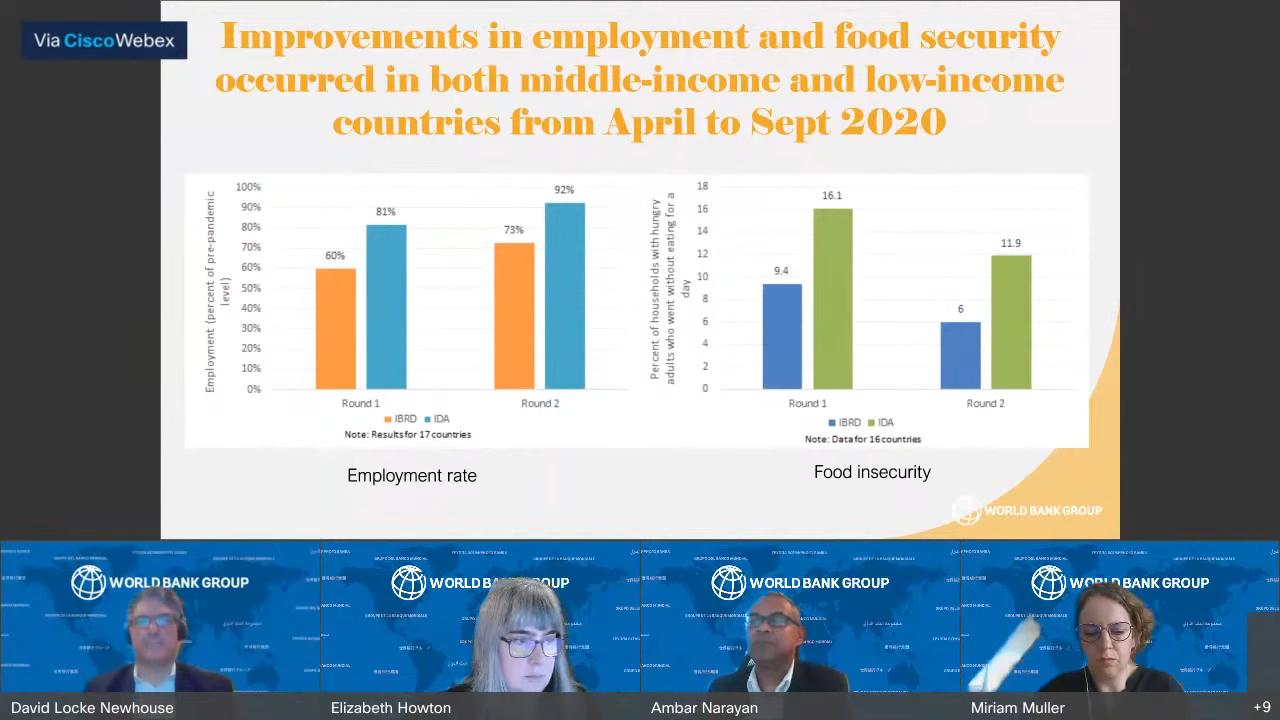 Via Cisco Webex
Improvements in employment and food security
occurred in both middle-income and low-income
countries from April to Sept 2020
Employment (percent of pre-pandemic
level)
100%
90%
80%
70%
60%
50%
40%
30%
20%
10%
0%
60%
81%
73%
92%
Round 1
Round 2
IBRD IDA
Note: Results for 17 countries
Percent of households with hungry
adults who went without eating for a
day
18
16
14
12
10
8
6
4
2
0
9.4
16.1
6
11.9
Round 1
Round 2
IBRD IDA
Note: Data for 16 countries
Employment rate
Food insecurity
WORLD BANK GROUP
WORLD BANK GROUP
WORLD BANK GROUP
WORLD BANK GROUP
WORLD BANK GROUP
David Locke Newhouse
Elizabeth Howton
Ambar Narayan
Miriam Muller
+9